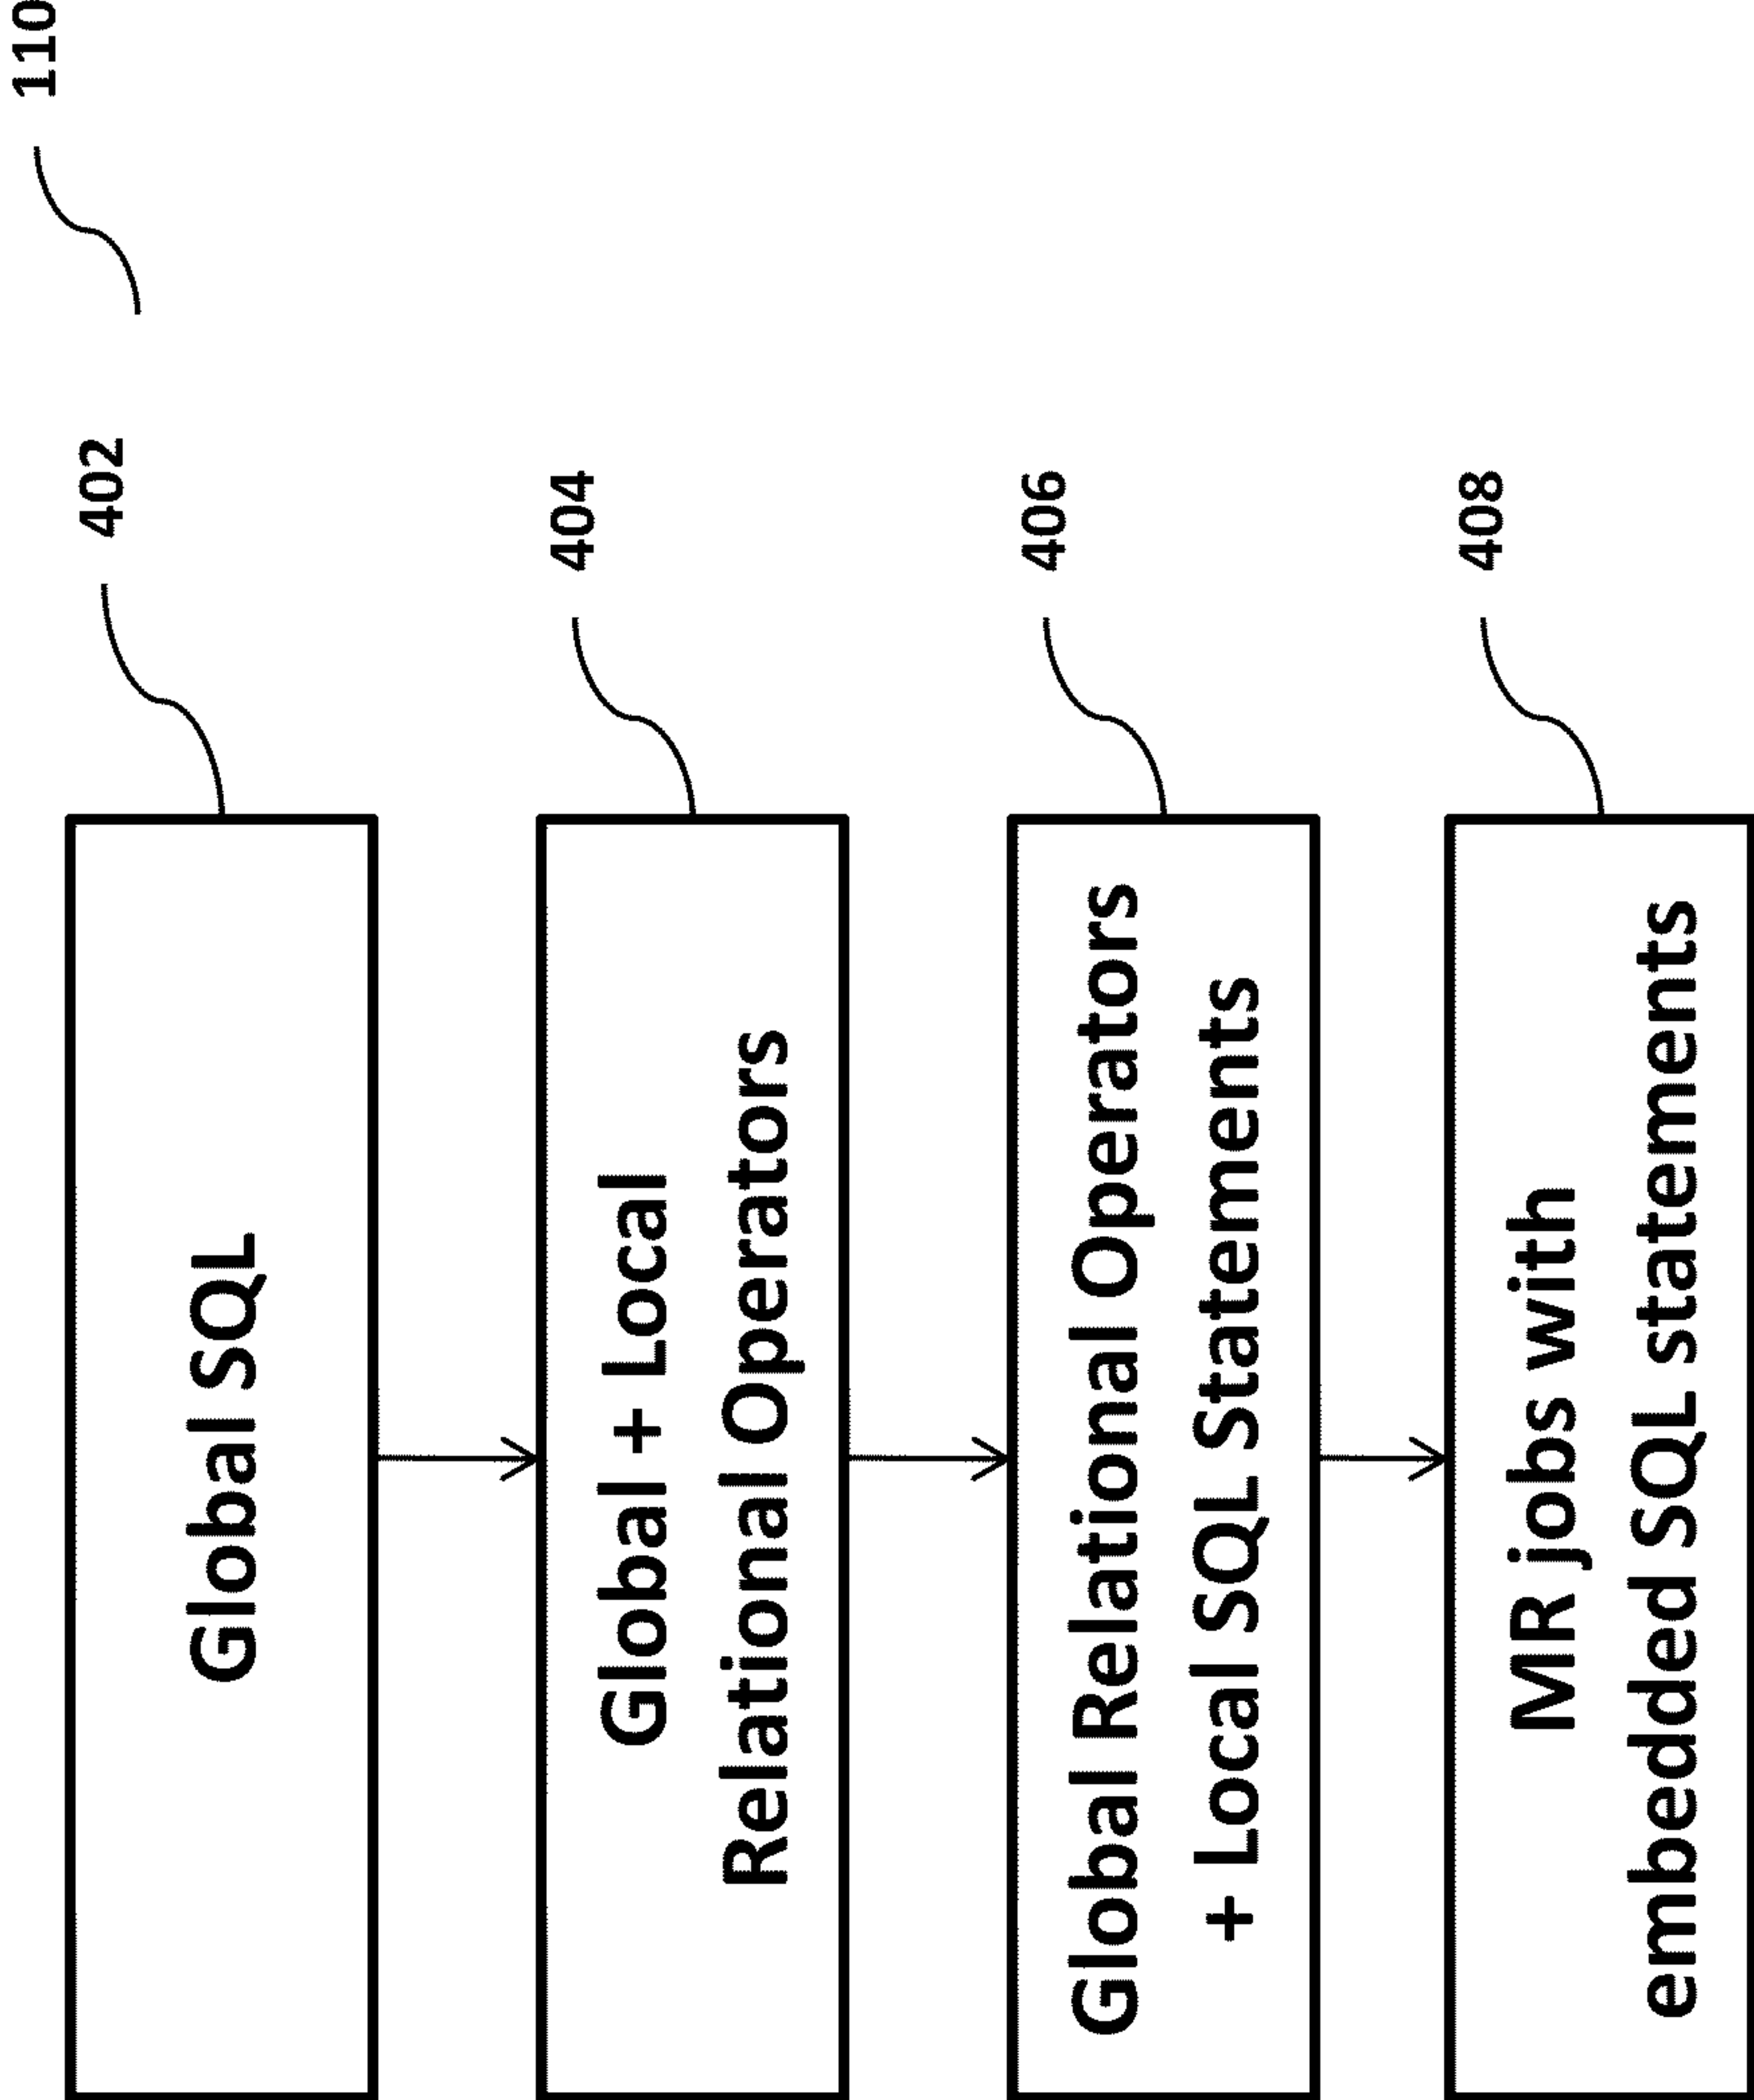 110
402
Global SQL
404
Global + Local
Relational Operators
406
Global Relational Operators
+ Local SQL Statements
408
MR jobs with
embedded SQL statements